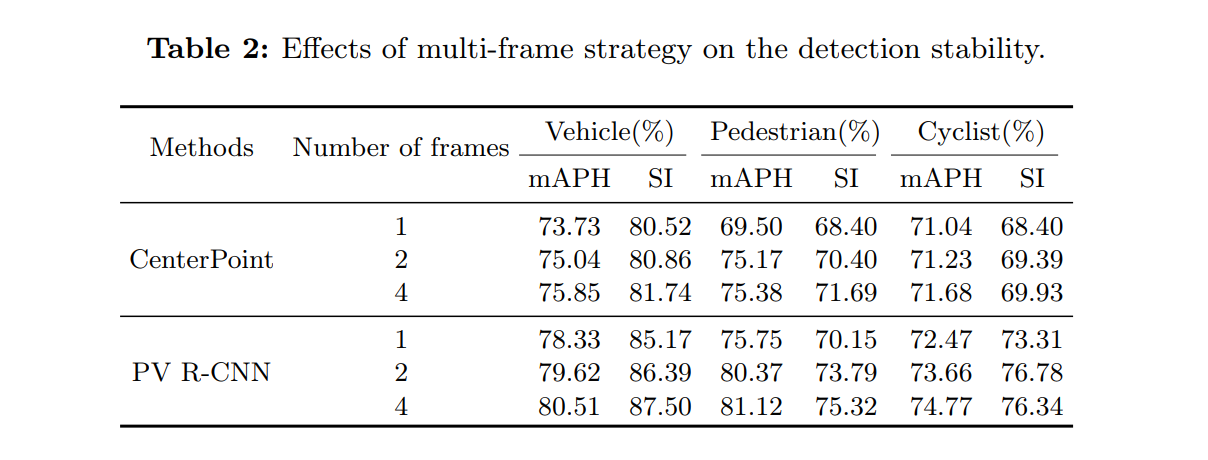 Table 2: Effects of multi-frame strategy on the detection stability.
Methods Number of frames Vehicle(%) Pedestrian(%) Cyclist(%)
mAPH SI mAPH SI mAPH SI
1 73.73 80.52 69.50 68.40 71.04 68.40
CenterPoint 2 75.04 80.86 75.17 70.40 71.23 69.39
4 75.85 81.74 75.38 71.69 71.68 69.93
1 78.33 85.17 75.75 70.15 72.47 73.31
PV R-CNN 2 79.62 86.39 80.37 73.79 73.66 76.78
4 80.51 87.50 81.12 75.32 74.77 76.34